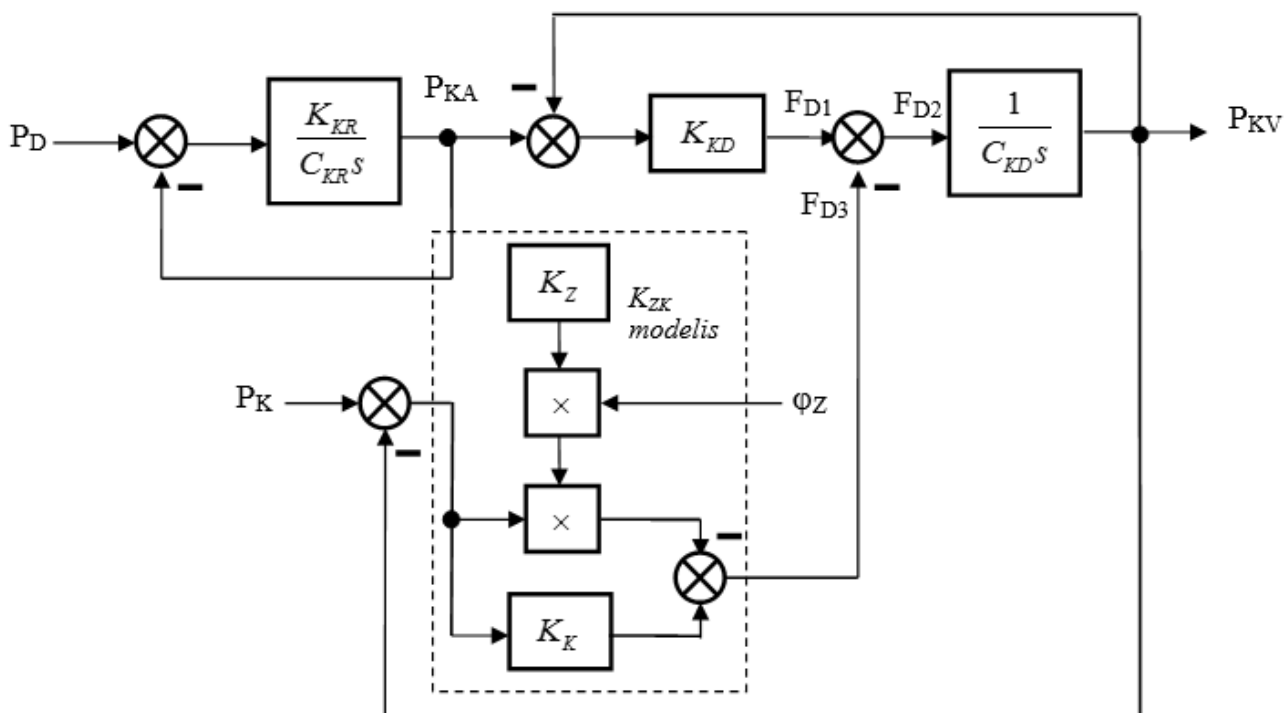 P_D
−
K_KR
C_KR s
P_KA
−
K_KD
F_D1
−
F_D2
1
C_KD s
P_KV
F_D3
K_Z
K_ZK
modelis
P_K
−
×
φ_Z
×
−
K_K